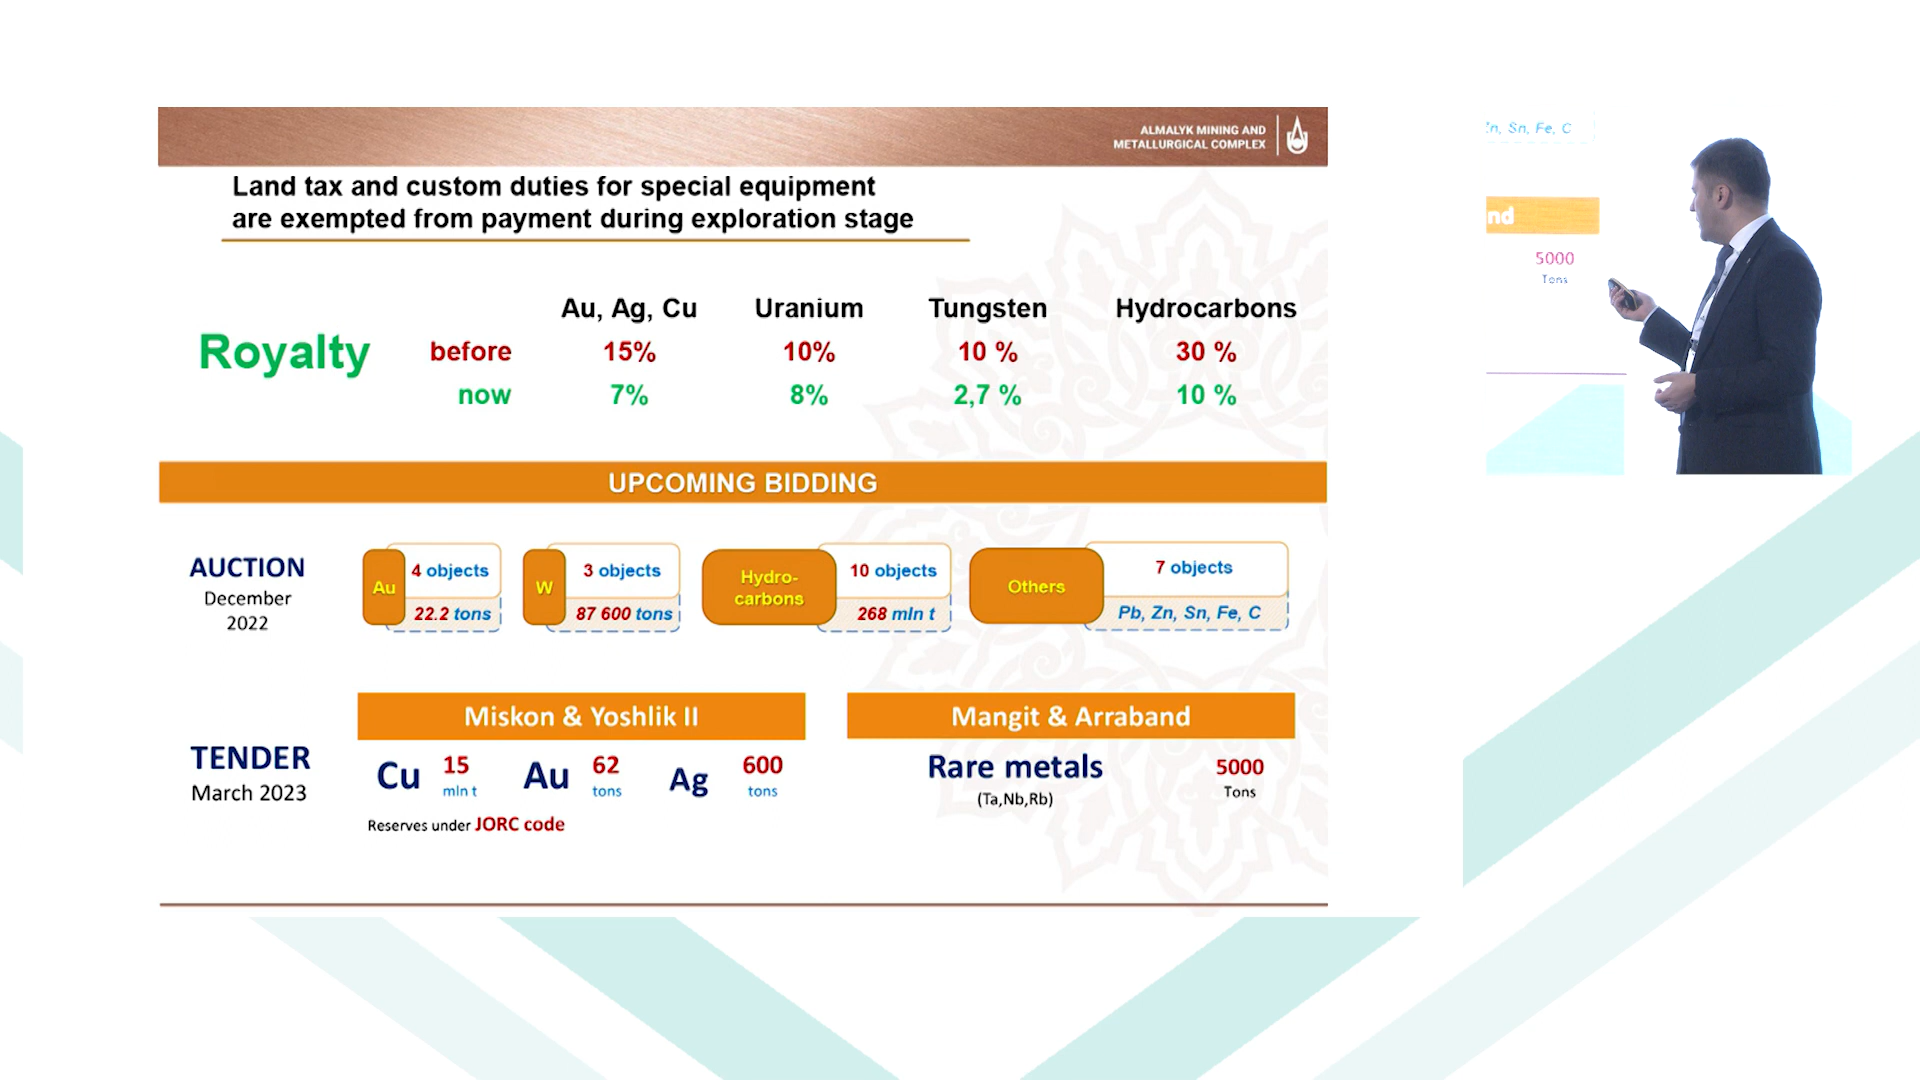 ALMALYK MINING AND
METALLURGICAL COMPLEX
Land tax and custom duties for special equipment
are exempted from payment during exploration stage
Au, Ag, Cu Uranium Tungsten Hydrocarbons
Royalty before 15% 10% 10 % 30 %
now 7% 8% 2,7 % 10 %
UPCOMING BIDDING
AUCTION
December
2022
Au 4 objects
22.2 tons
W 3 objects
87 600 tons
Hydro-
carbons
10 objects
268 mln t
Others
7 objects
Pb, Zn, Sn, Fe, C
TENDER
March 2023
Miskon & Yoshlik II
Cu 15 mln t Au 62 tons Ag 600 tons
Reserves under JORC code
Mangit & Arraband
Rare metals 5000
(Ta,Nb,Rb) Tons
Sn, Fe, C
nd
5000
Tons